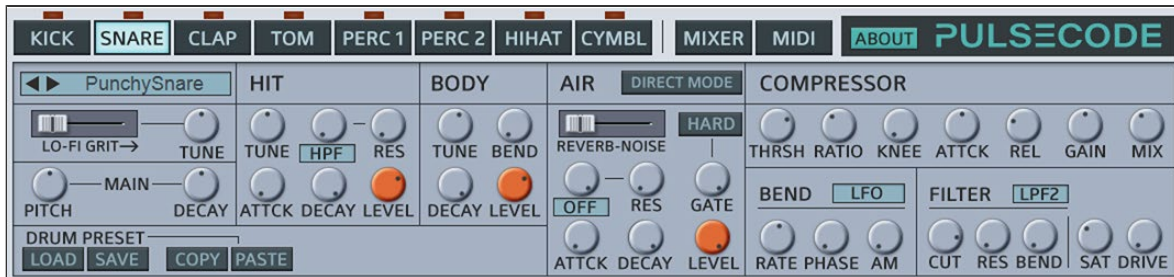 KICK SNARE CLAP TOM PERC 1 PERC 2 HIHAT CYMBL MIXER MIDI ABOUT PULSECODE
PunchySnare HIT BODY AIR DIRECT MODE COMPRESSOR
LO-FI GRIT→ TUNE TUNE HPF RES TUNE BEND REVERB-NOISE HARD THRSH RATIO KNEE ATTCK REL GAIN MIX
PITCH MAIN DECAY ATTCK DECAY LEVEL DECAY LEVEL OFF RES GATE BEND LFO FILTER LPF2
DRUM PRESET
LOAD SAVE COPY PASTE ATTCK DECAY LEVEL RATE PHASE AM CUT RES BEND SAT DRIVE